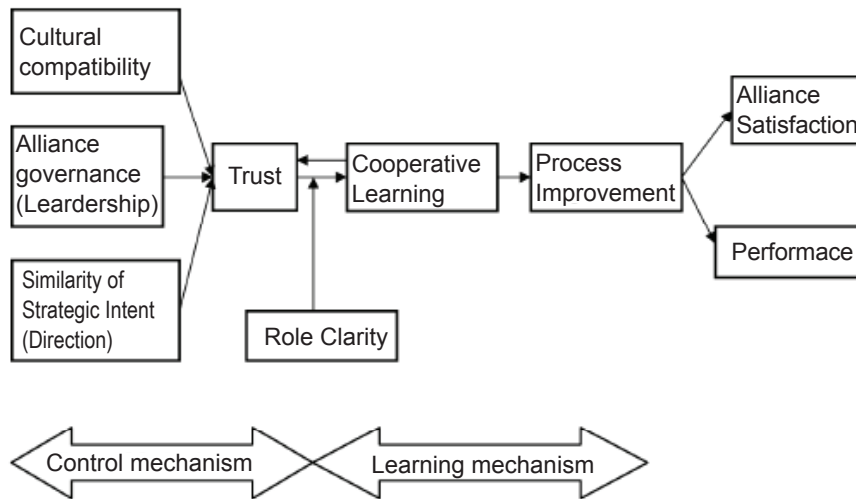 Cultural
compatibility
Alliance
governance
(Leardership)
Similarity of
Strategic Intent
(Direction)
Trust
Cooperative
Learning
Role Clarity
Process
Improvement
Alliance
Satisfaction
Performace
Control mechanism
Learning mechanism